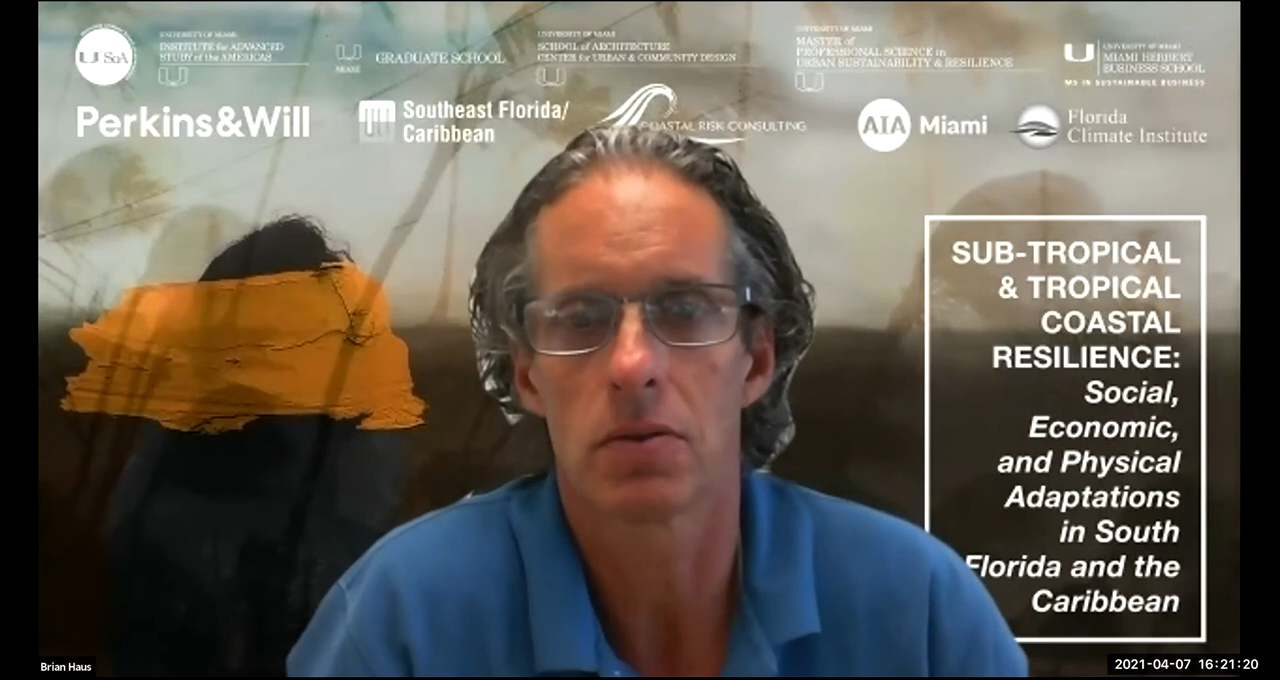 U SoA
UNIVERSITY OF MIAMI
INSTITUTE for ADVANCED
STUDY of the AMERICAS
U
MIAMI
GRADUATE SCHOOL
UNIVERSITY OF MIAMI
SCHOOL of ARCHITECTURE
CENTER for URBAN & COMMUNITY DESIGN
UNIVERSITY OF MIAMI
MASTER of
PROFESSIONAL SCIENCE in
URBAN SUSTAINABILITY & RESILIENCE
UNIVERSITY OF MIAMI
MIAMI HERBERT
BUSINESS SCHOOL
MS IN SUSTAINABLE BUSINESS
Perkins&Will
Southeast Florida/
Caribbean
COASTAL RISK CONSULTING
AIA Miami
Florida
Climate Institute
SUB-TROPICAL
& TROPICAL
COASTAL
RESILIENCE:
Social,
Economic,
and Physical
Adaptations
in South
Florida and the
Caribbean
Brian Haus
2021-04-07 16:21:20